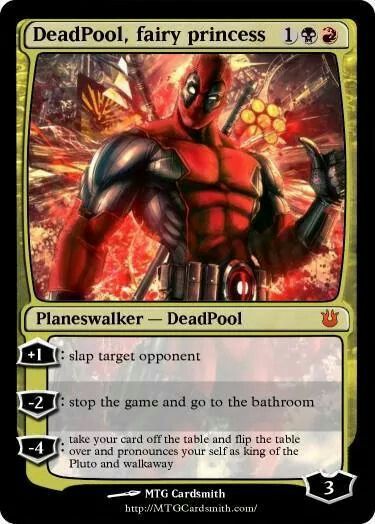 DeadPool, fairy princess 1
Planeswalker — DeadPool
+1: slap target opponent
-2: stop the game and go to the bathroom
-4: take your card off the table and flip the table
over and pronounces your self as king of the
Pluto and walkaway
3
MTG Cardsmith
http://MTGCardsmith.com/